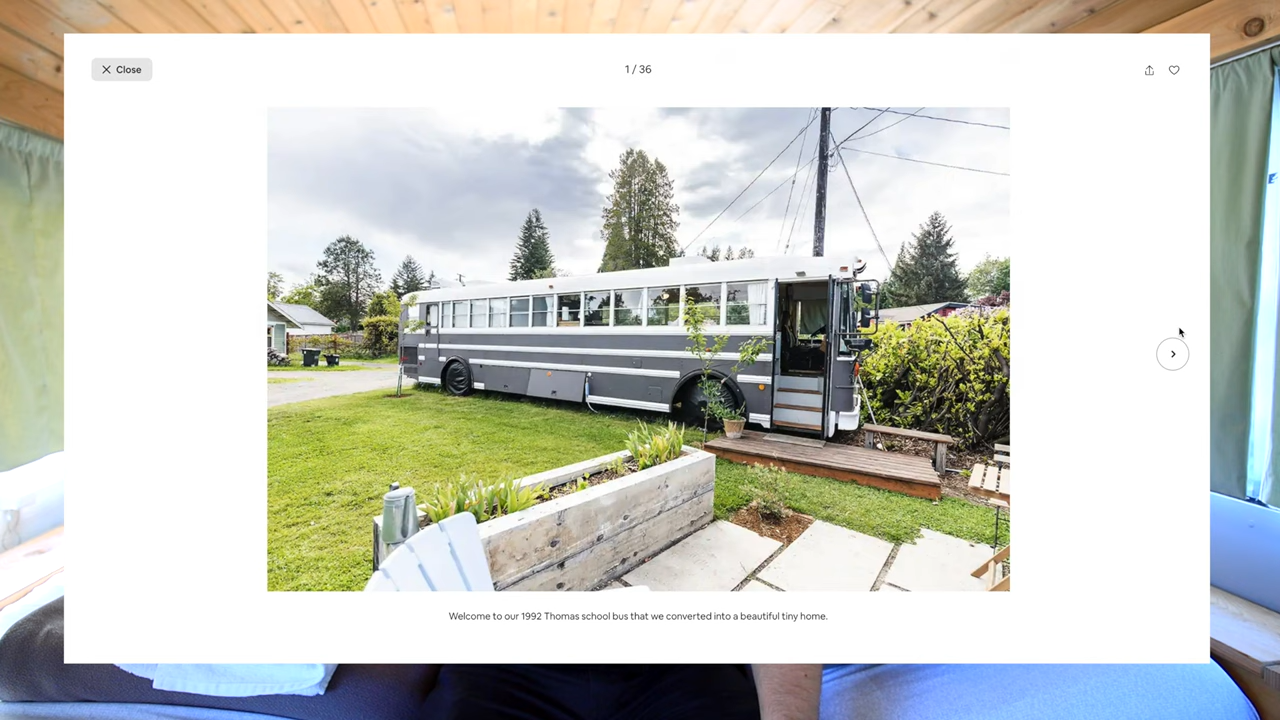 Close
1 / 36
Welcome to our 1992 Thomas school bus that we converted into a beautiful tiny home.